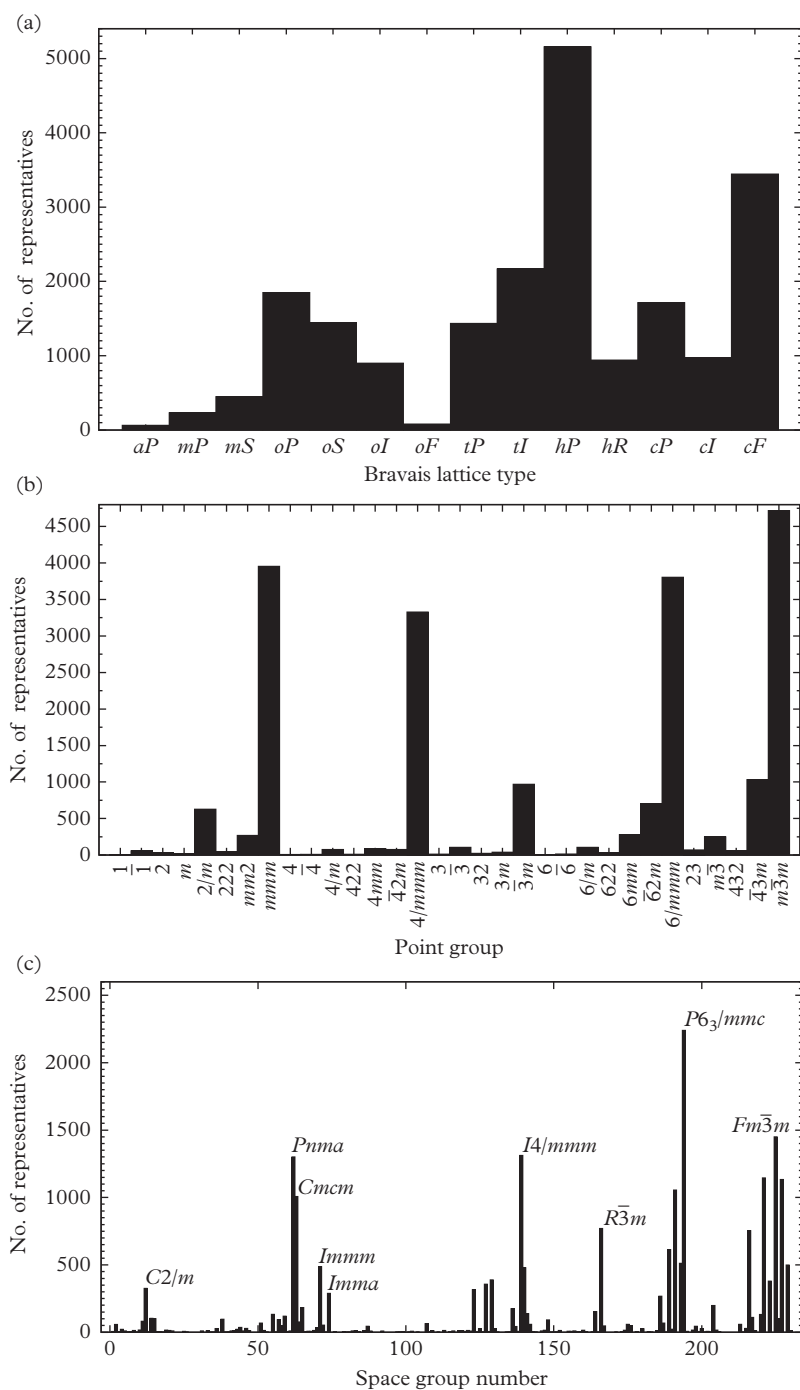 (a)
5000
4000
3000
2000
1000
0
No. of representatives
aP mP mS oP oS oI oF tP tI hP hR cP cI cF
Bravais lattice type
(b)
4500
4000
3500
3000
2500
2000
1500
1000
500
0
No. of representatives
1 1̅ 2 m 2/m 222 mm2 mmm 4 4̅ 4/m 422 4mm 4̅2m 4/mmm 3 3̅ 32 3m 3̅m 6 6̅ 6/m 622 6mm 6̅2m 6/mmm 23 m3̅ 432 4̅3m m3̅m
Point group
(c)
2500
2000
1500
1000
500
0
No. of representatives
P6₃/mmc
Fm3̅m
Pnma
I4/mmm
Cmcm
R3̅m
Immm
C2/m
Imma
0 50 100 150 200
Space group number